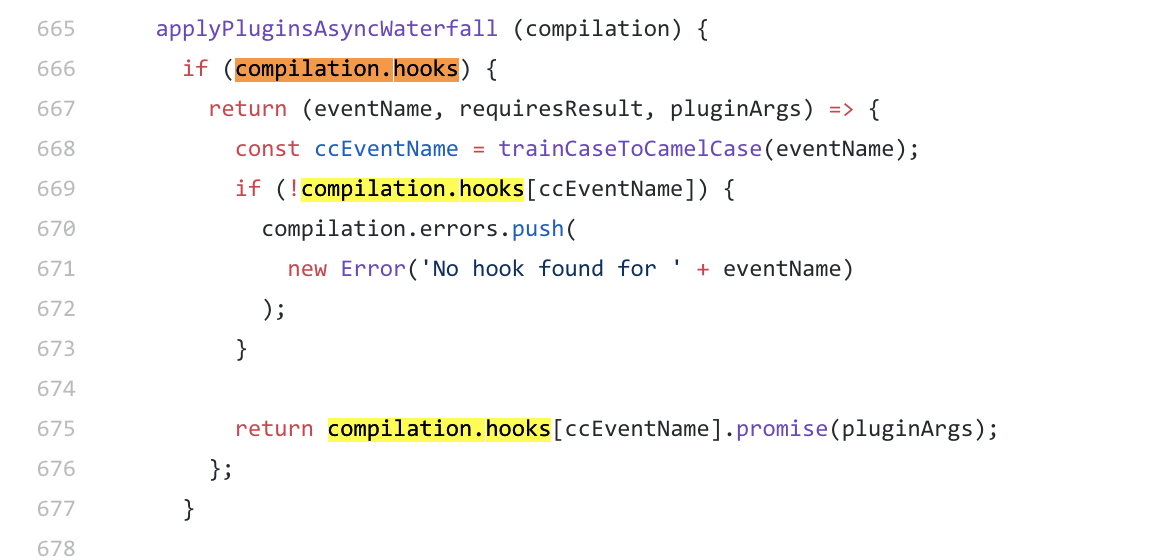 665 applyPluginsAsyncWaterfall (compilation) {
666 if (compilation.hooks) {
667 return (eventName, requiresResult, pluginArgs) => {
668 const ccEventName = trainCaseToCamelCase(eventName);
669 if (!compilation.hooks[ccEventName]) {
670 compilation.errors.push(
671 new Error('No hook found for ' + eventName)
672 );
673 }
674
675 return compilation.hooks[ccEventName].promise(pluginArgs);
676 };
677 }
678